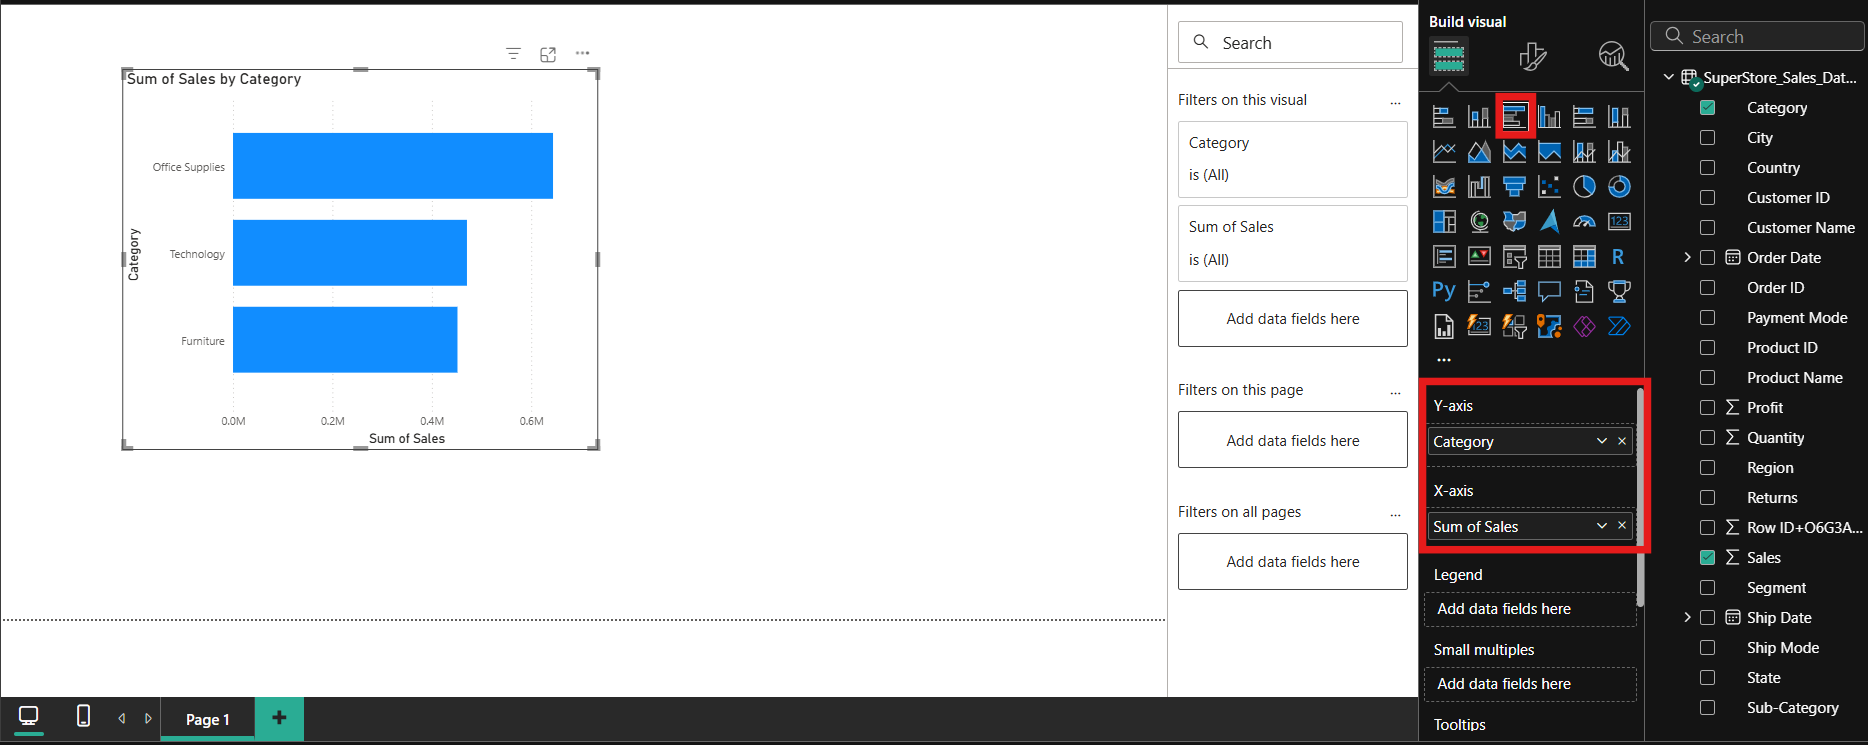 Sum of Sales by Category
Category
Office Supplies
Technology
Furniture
0.0M 0.2M 0.4M 0.6M
Sum of Sales
Page 1
+
Search
Filters on this visual ...
Category
is (All)
Sum of Sales
is (All)
Add data fields here
Filters on this page ...
Add data fields here
Filters on all pages ...
Add data fields here
Build visual
123
R
Py
123
...
Y-axis
Category
X-axis
Sum of Sales
Legend
Add data fields here
Small multiples
Add data fields here
Tooltips
Search
SuperStore_Sales_Dat...
Category
City
Country
Customer ID
Customer Name
Order Date
Order ID
Payment Mode
Product ID
Product Name
∑ Profit
∑ Quantity
Region
Returns
∑ Row ID+O6G3A...
∑ Sales
Segment
Ship Date
Ship Mode
State
Sub-Category